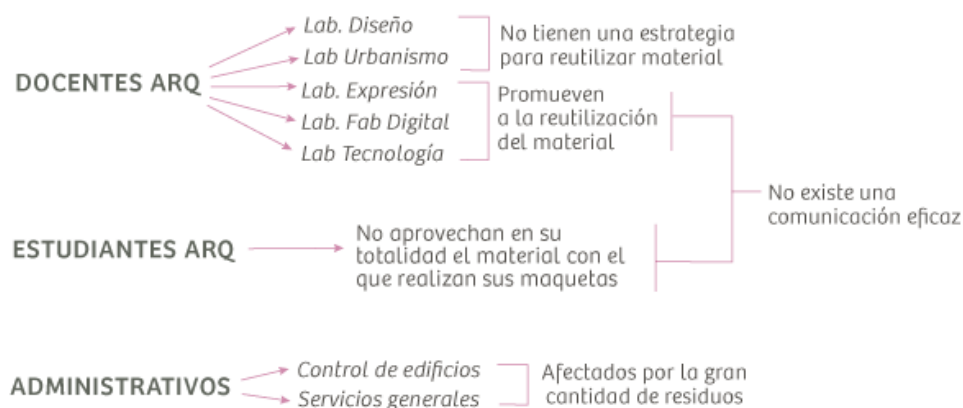 DOCENTES ARQ
Lab. Diseño
Lab Urbanismo
Lab. Expresión
Lab. Fab Digital
Lab Tecnología
No tienen una estrategia
para reutilizar material
Promueven
a la reutilización
del material
No existe una
comunicación eficaz
ESTUDIANTES ARQ
No aprovechan en su
totalidad el material con el
que realizan sus maquetas
ADMINISTRATIVOS
Control de edificios
Servicios generales
Afectados por la gran
cantidad de residuos